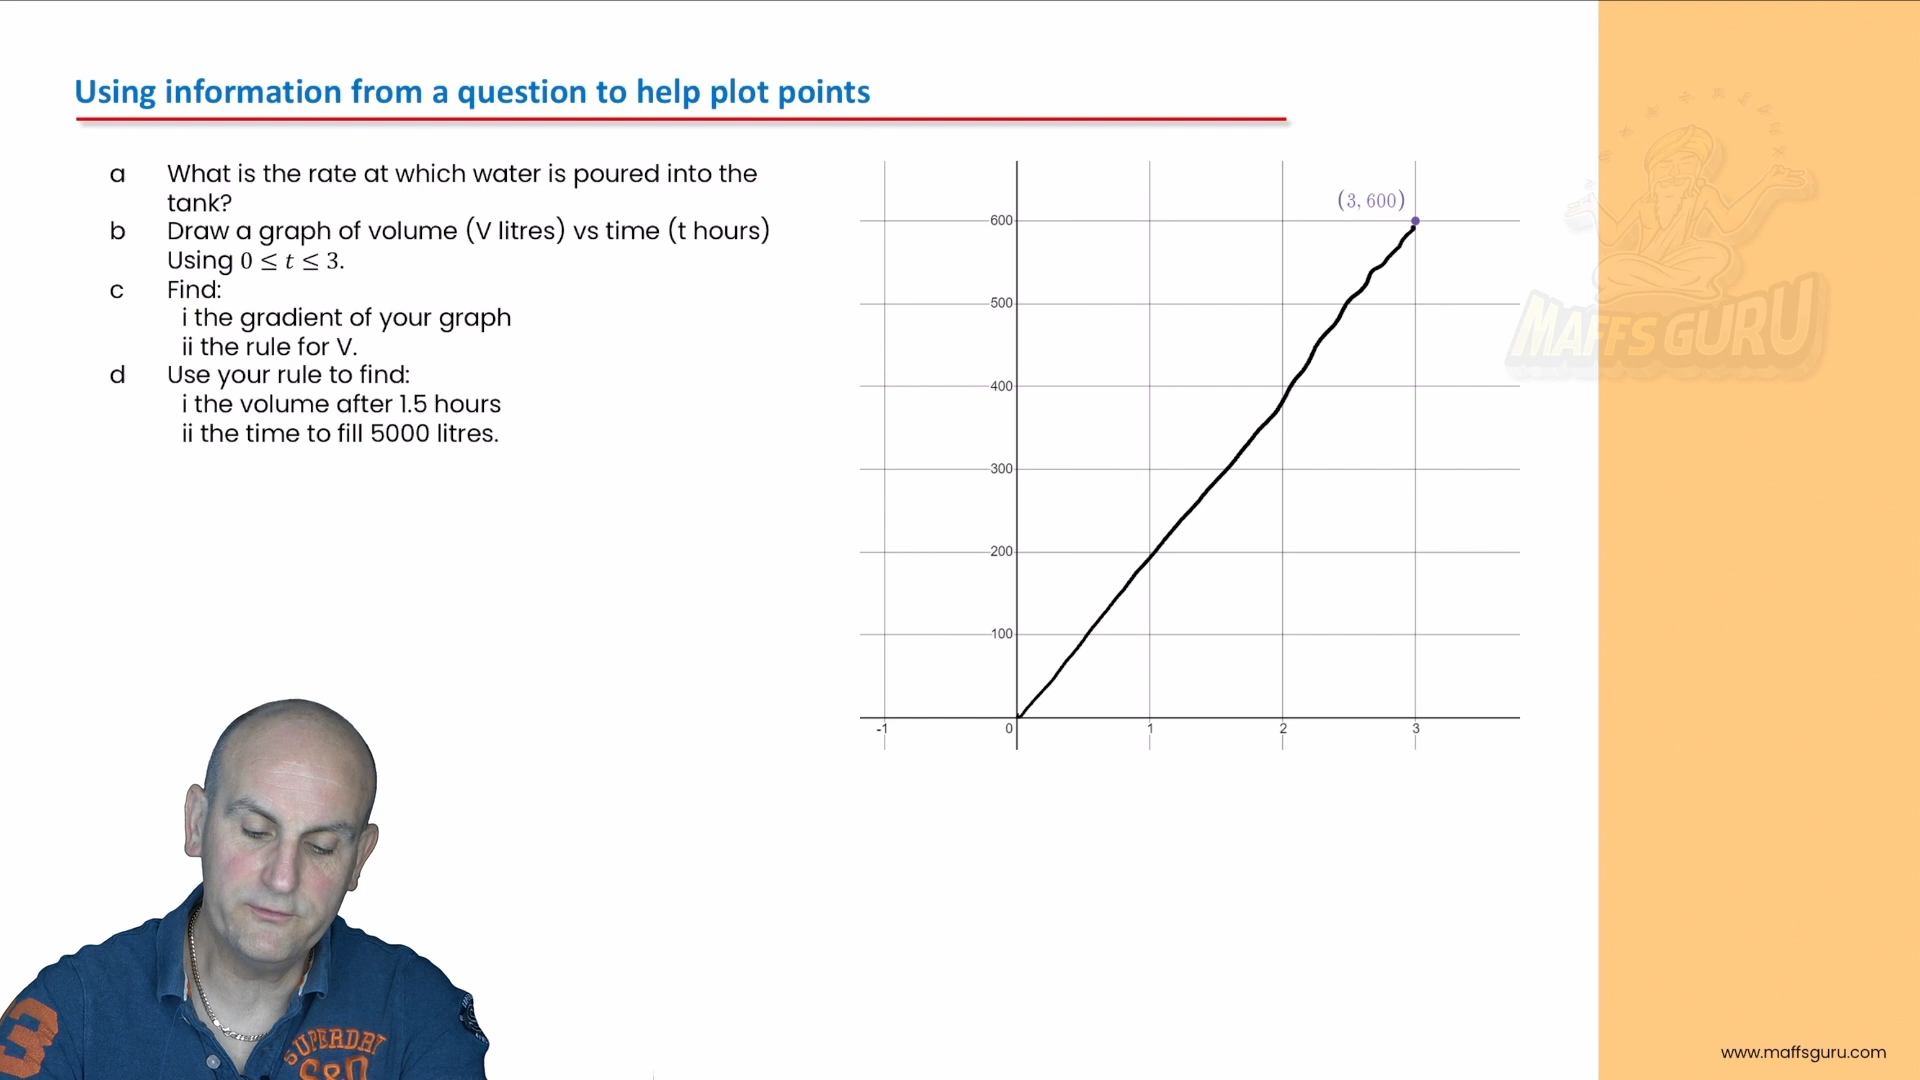 Using information from a question to help plot points
a What is the rate at which water is poured into the
tank?
b Draw a graph of volume (V litres) vs time (t hours)
Using 0 ≤ t ≤ 3.
c Find:
i the gradient of your graph
ii the rule for V.
d Use your rule to find:
i the volume after 1.5 hours
ii the time to fill 5000 litres.
(3, 600)
600
500
400
300
200
100
-1 0 1 2 3
MAFFS GURU
3
SUPERDRY
S&D
www.maffsguru.com